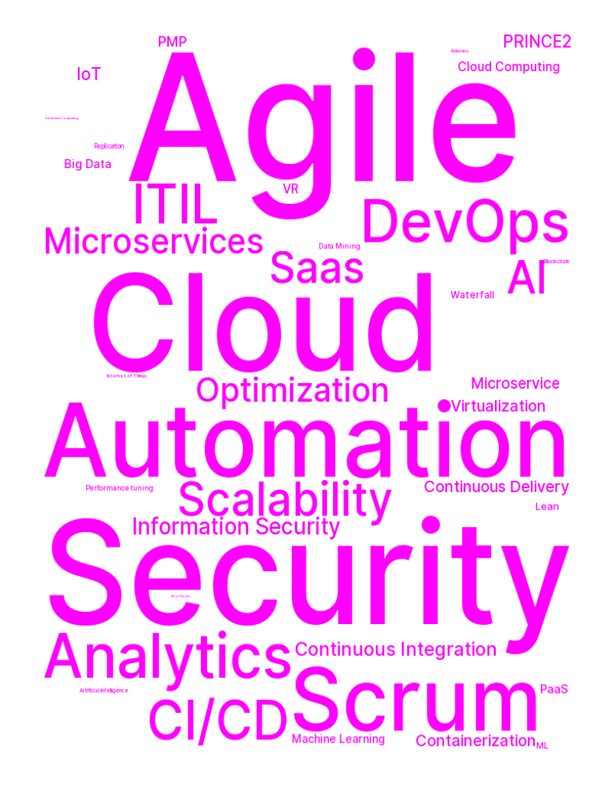 PMP
PRINCE2
Robotics
Agile
IoT
Cloud Computing
Replication
Big Data
VR
ITIL
DevOps
Microservices
Data Mining
Saas
AI
Blockchain
Waterfall
Cloud
Internet of Things
Optimization
Microservice
Virtualization
Automation
Performance tuning
Scalability
Continuous Delivery
Lean
Information Security
Security
Analytics
Continuous Integration
Artificial Intelligence
Scrum
PaaS
CI/CD
Machine Learning
Containerization
ML